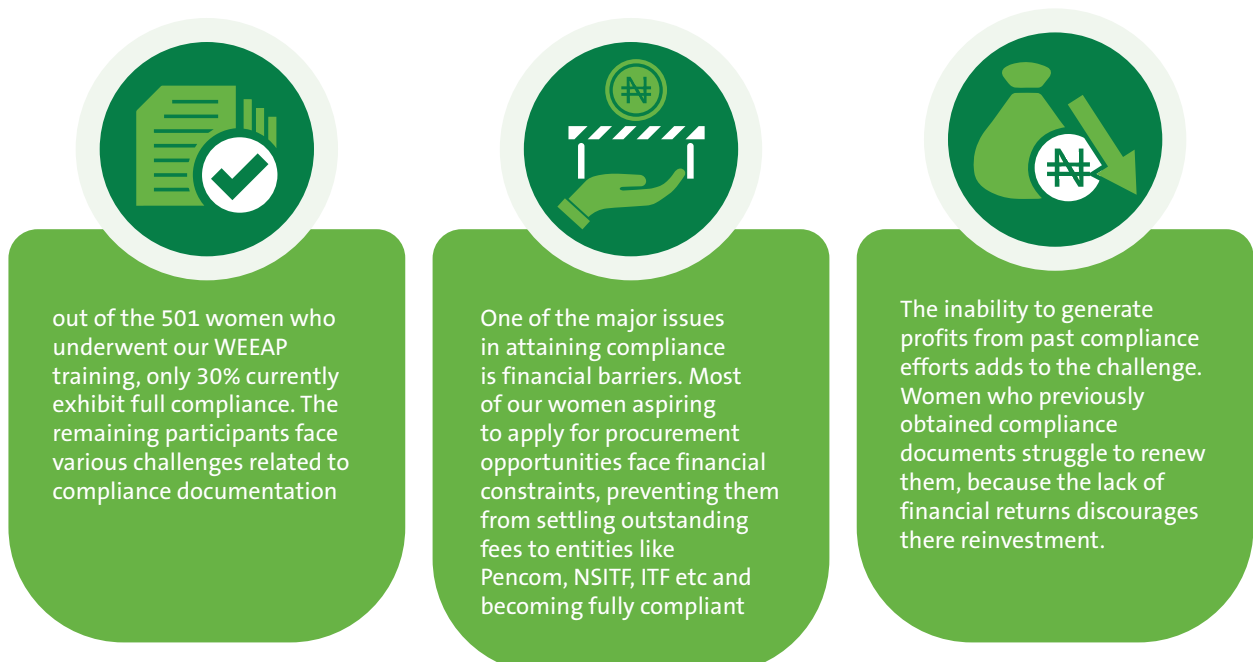 out of the 501 women who
underwent our WEEAP
training, only 30% currently
exhibit full compliance. The
remaining participants face
various challenges related to
compliance documentation
One of the major issues
in attaining compliance
is financial barriers. Most
of our women aspiring
to apply for procurement
opportunities face financial
constraints, preventing them
from settling outstanding
fees to entities like
Pencom, NSITF, ITF etc and
becoming fully compliant
The inability to generate
profits from past compliance
efforts adds to the challenge.
Women who previously
obtained compliance
documents struggle to renew
them, because the lack of
financial returns discourages
there reinvestment.